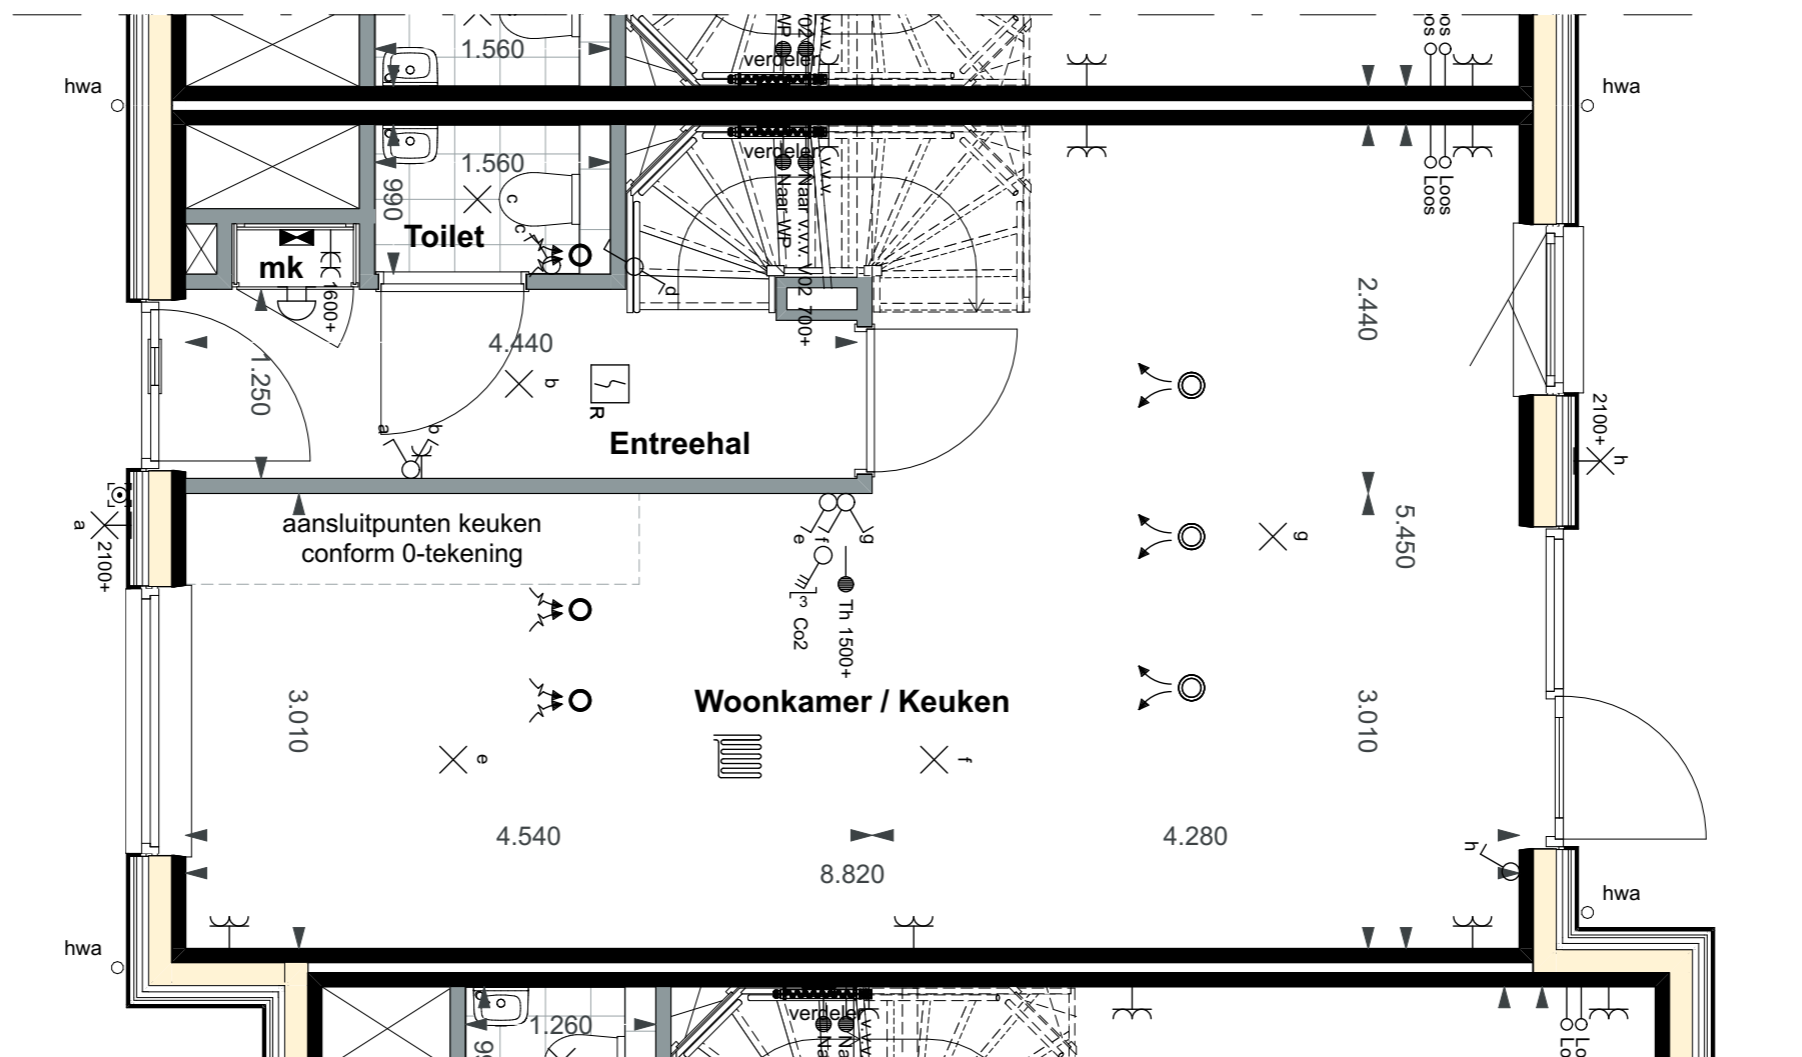 1.560
verdeler
hwa
hwa
verdeler
1.560
990
c
Toilet
c
Naar WP
Naar v.v. V02 700+
v.v.
Loos
Loos
mk
1600+
d
2.440
4.440
1.250
b
R
a
b
Entreehal
2100+
h
a
2100+
aansluitpunten keuken
conform 0-tekening
e
f
g
3
Co2
Th 1500+
g
5.450
3.010
Woonkamer / Keuken
3.010
e
f
4.540
4.280
8.820
h
hwa
hwa
1.260
verdeler